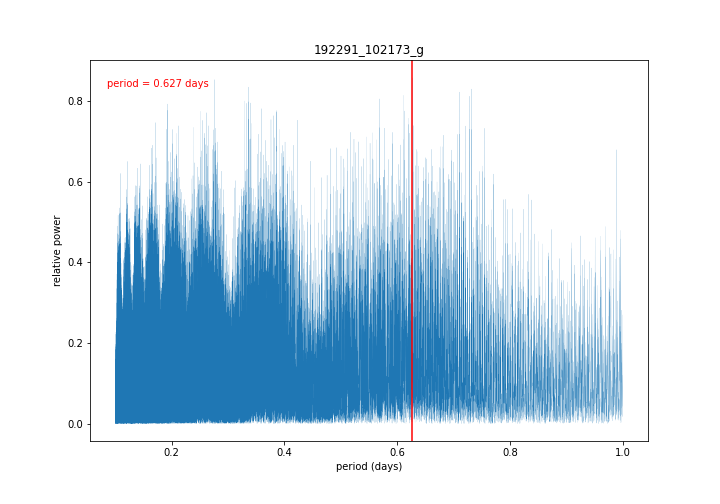 192291_102173_g
period = 0.627 days
0.8
0.6
0.4
0.2
0.0
relative power
0.2 0.4 0.6 0.8 1.0
period (days)